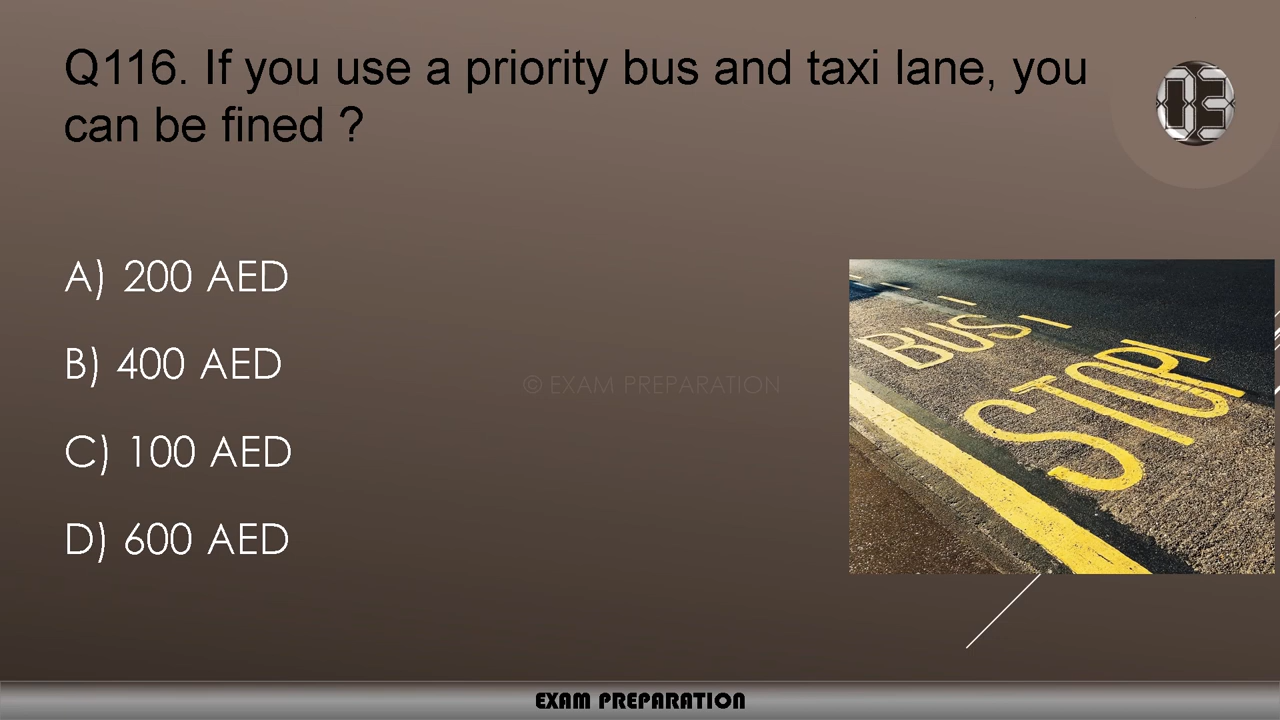 Q116. If you use a priority bus and taxi lane, you
can be fined ?
03
A) 200 AED
B) 400 AED
C) 100 AED
D) 600 AED
© EXAM PREPARATION
BUS
STOP
EXAM PREPARATION